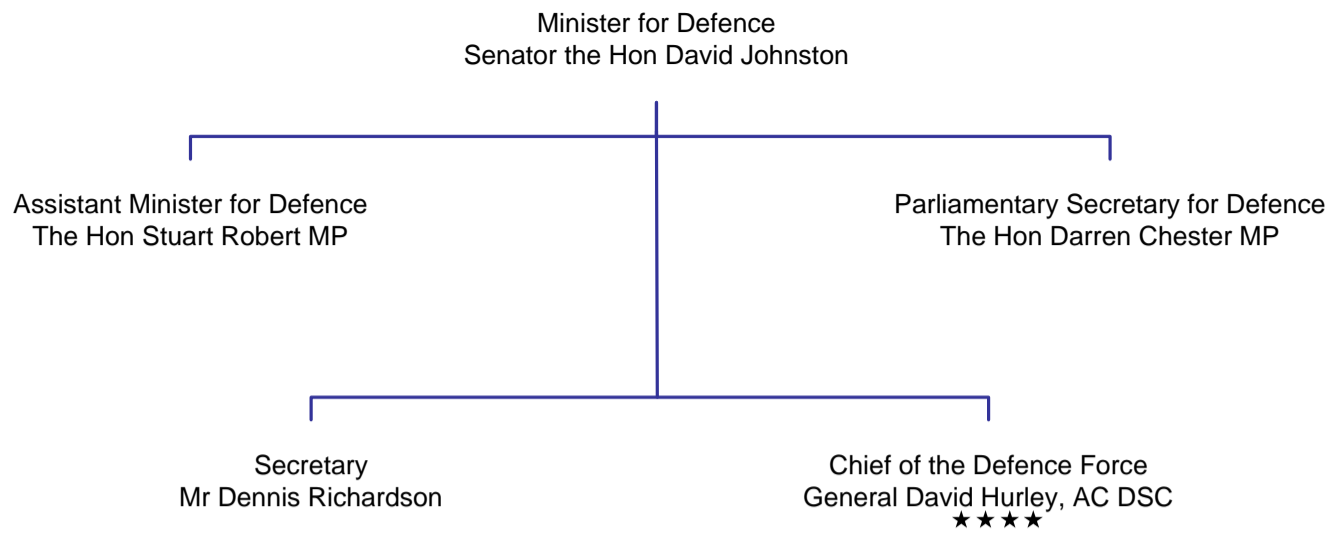 Minister for Defence
Senator the Hon David Johnston
Assistant Minister for Defence
The Hon Stuart Robert MP
Parliamentary Secretary for Defence
The Hon Darren Chester MP
Secretary
Mr Dennis Richardson
Chief of the Defence Force
General David Hurley, AC DSC
★★★★